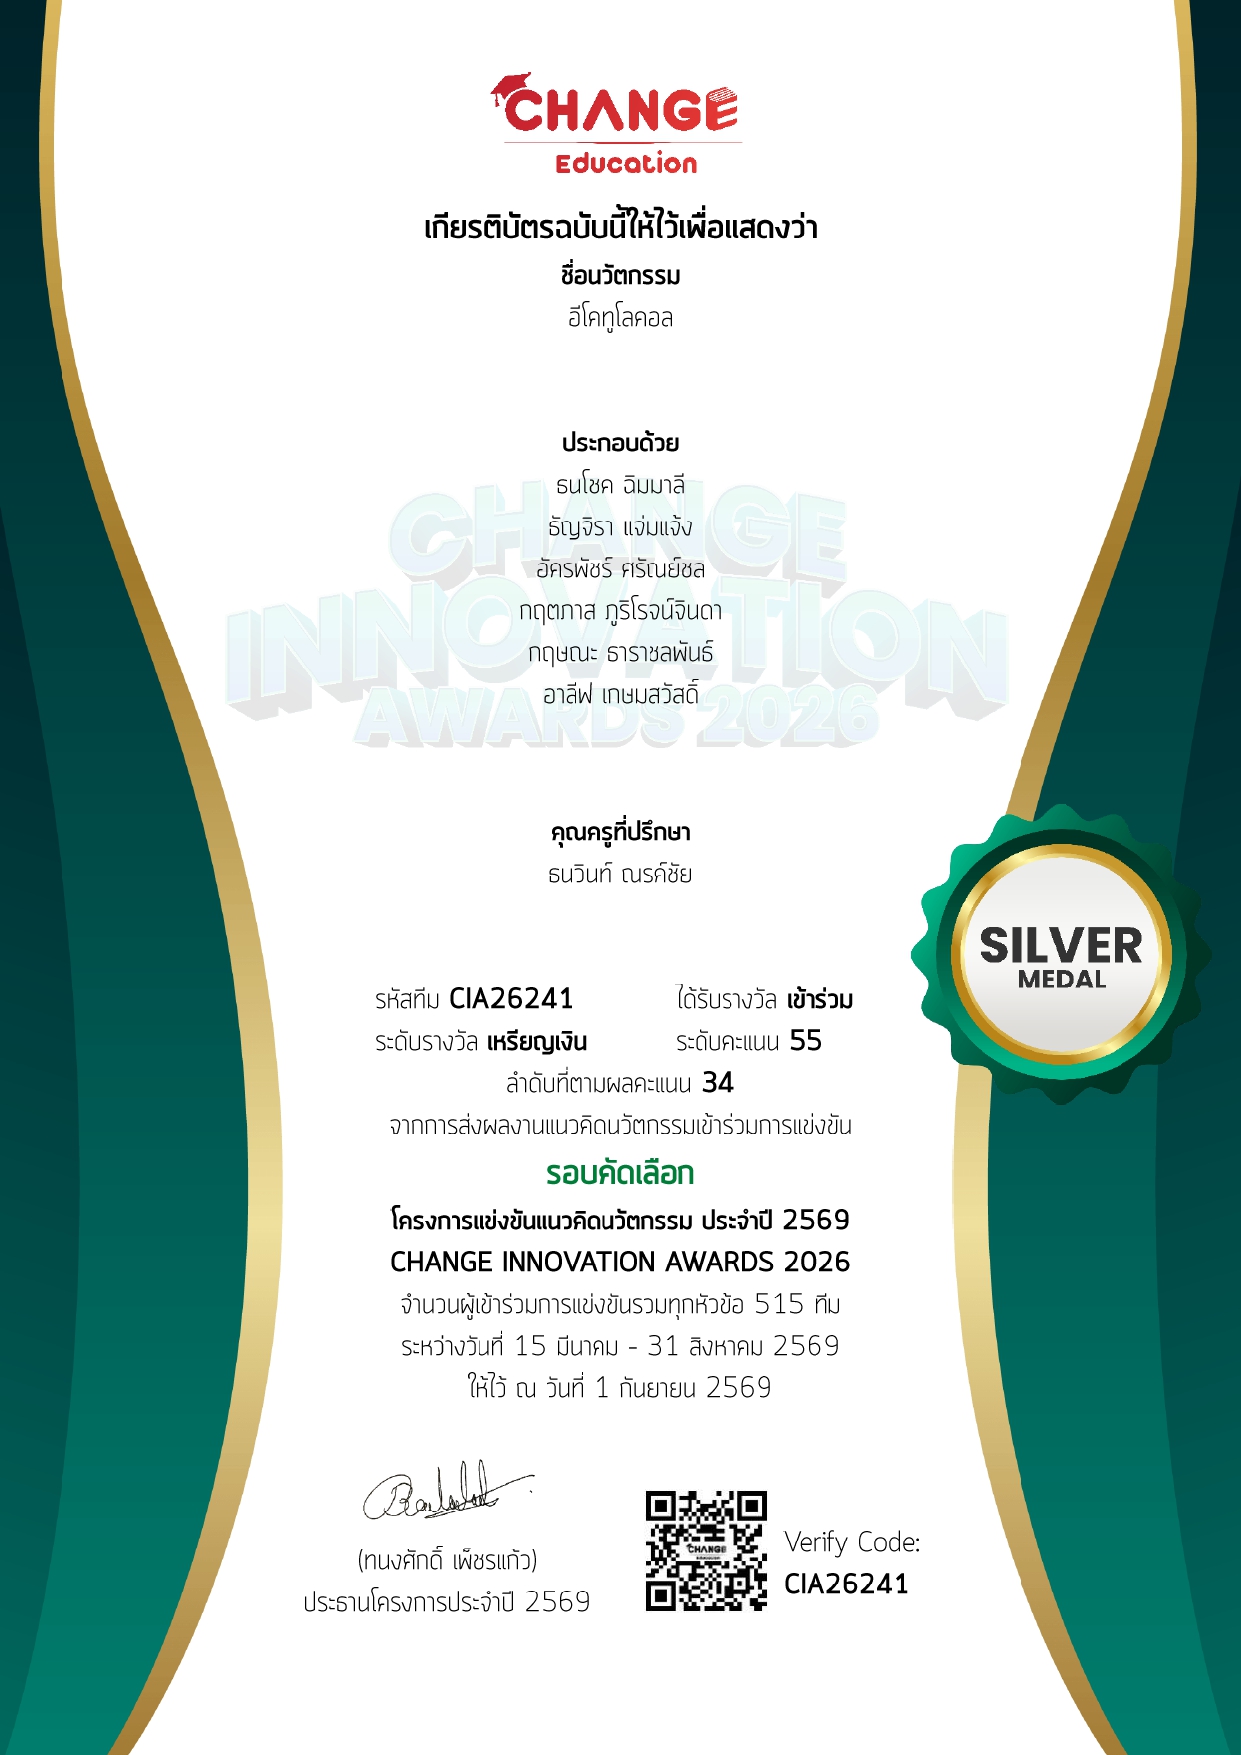 CHANGE
Education
เกียรติบัตรฉบับนี้ให้ไว้เพื่อแสดงว่า
ชื่อนวัตกรรม
อีโคทูโลคอล
ประกอบด้วย
CHANGE
INNOVATION
AWARDS 2026
ธนโชค ฉิมมาลี
ธัญจิรา แจ่มแจ้ง
อัครพัชร์ ศรัณย์ชล
กฤตภาส ภูริโรจน์จินดา
กฤษณะ ธาราชลพันธ์
อาลีฟ เกษมสวัสดิ์
คุณครูที่ปรึกษา
ธนวินท์ ณรค์ชัย
SILVER
MEDAL
รหัสทีม CIA26241 ได้รับรางวัล เข้าร่วม
ระดับรางวัล เหรียญเงิน ระดับคะแนน 55
ลำดับที่ตามผลคะแนน 34
จากการส่งผลงานแนวคิดนวัตกรรมเข้าร่วมการแข่งขัน
รอบคัดเลือก
โครงการแข่งขันแนวคิดนวัตกรรม ประจำปี 2569
CHANGE INNOVATION AWARDS 2026
จำนวนผู้เข้าร่วมการแข่งขันรวมทุกหัวข้อ 515 ทีม
ระหว่างวันที่ 15 มีนาคม - 31 สิงหาคม 2569
ให้ไว้ ณ วันที่ 1 กันยายน 2569
(ทนงศักดิ์ เพ็ชรแก้ว)
ประธานโครงการประจำปี 2569
CHANGE
Verify Code:
CIA26241